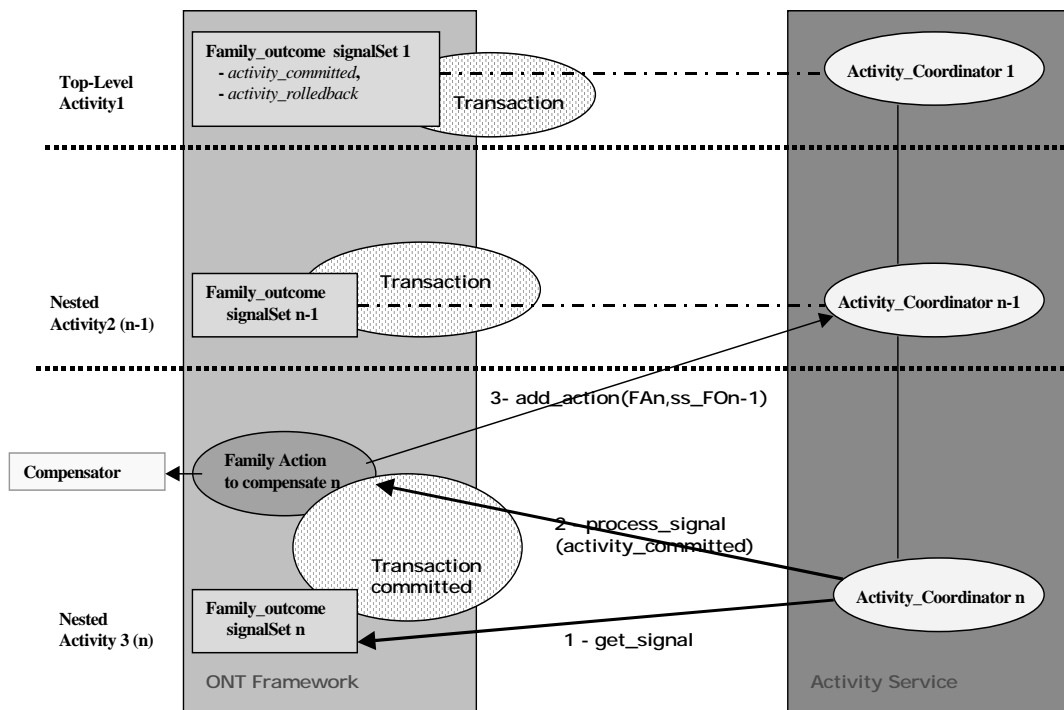 Family_outcome signalSet 1
- activity_committed,
- activity_rolledback
Top-Level
Activity1
Transaction
Activity_Coordinator 1
Transaction
Family_outcome
signalSet n-1
Nested
Activity2 (n-1)
Activity_Coordinator n-1
3- add_action(FAn,ss_FOn-1)
Compensator
Family Action
to compensate n
2 - process_signal
(activity_committed)
Transaction
committed
Activity_Coordinator n
Family_outcome
signalSet n
Nested
Activity 3 (n)
1 - get_signal
ONT Framework
Activity Service